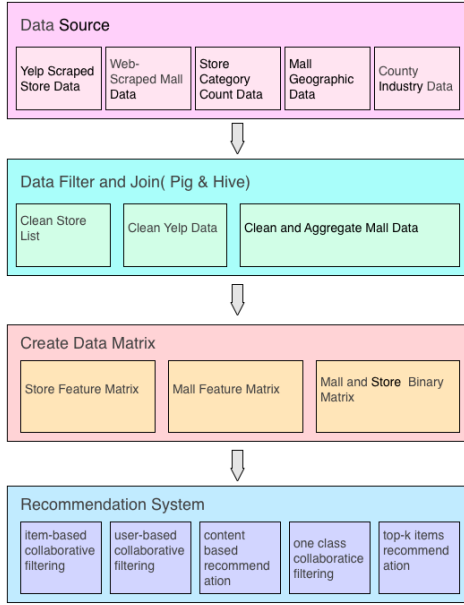 Data Source
Yelp Scraped
Store Data
Web-
Scraped Mall
Data
Store
Category
Count Data
Mall
Geographic
Data
County
Industry Data
Data Filter and Join( Pig & Hive)
Clean Store
List
Clean Yelp Data
Clean and Aggregate Mall Data
Create Data Matrix
Store Feature Matrix
Mall Feature Matrix
Mall and Store Binary
Matrix
Recommendation System
item-based
collaborative
filtering
user-based
collaborative
filtering
content
based
recommend
ation
one class
collaboratice
filtering
top-k items
recommend
ation